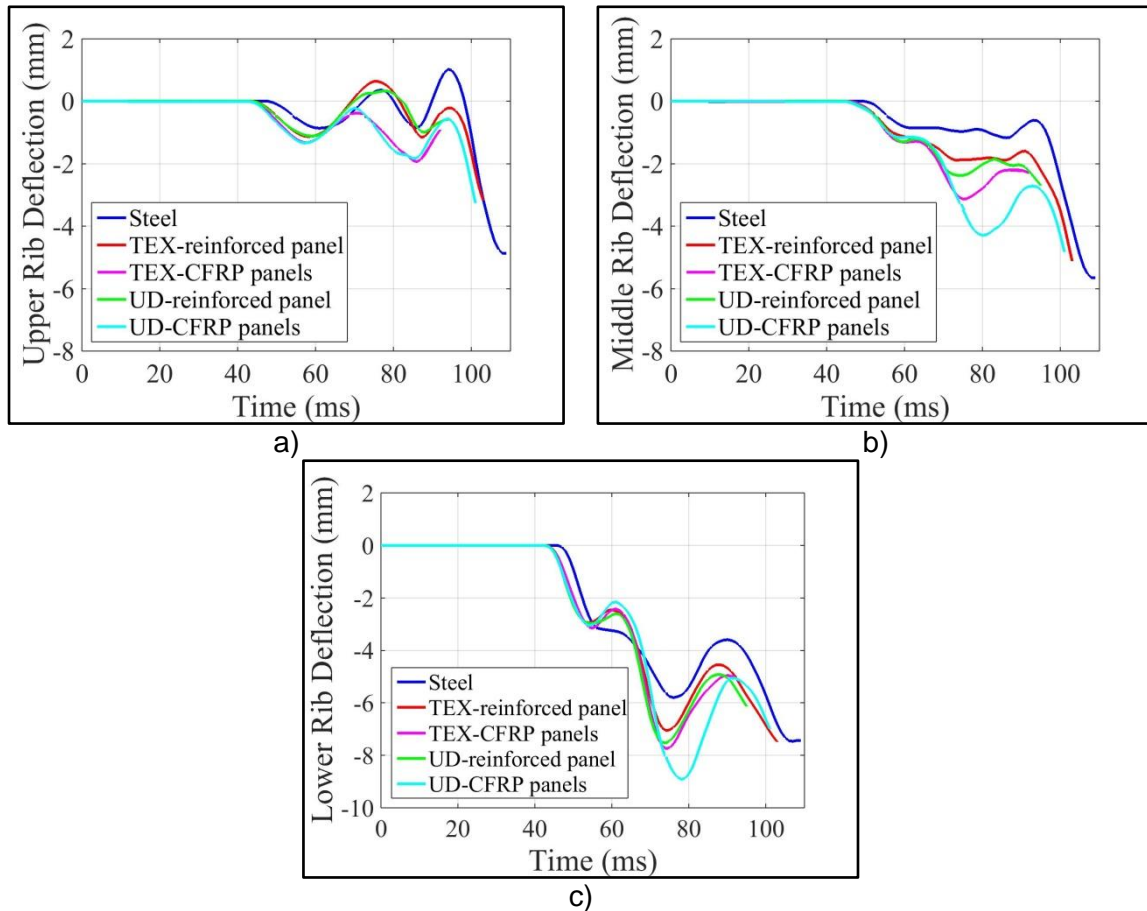 Upper Rib Deflection (mm)
2
0
-2
-4
-6
-8
Steel
TEX-reinforced panel
TEX-CFRP panels
UD-reinforced panel
UD-CFRP panels
0 20 40 60 80 100
Time (ms)
a)
Middle Rib Deflection (mm)
2
0
-2
-4
-6
-8
Steel
TEX-reinforced panel
TEX-CFRP panels
UD-reinforced panel
UD-CFRP panels
0 20 40 60 80 100
Time (ms)
b)
Lower Rib Deflection (mm)
2
0
-2
-4
-6
-8
-10
Steel
TEX-reinforced panel
TEX-CFRP panels
UD-reinforced panel
UD-CFRP panels
0 20 40 60 80 100
Time (ms)
c)